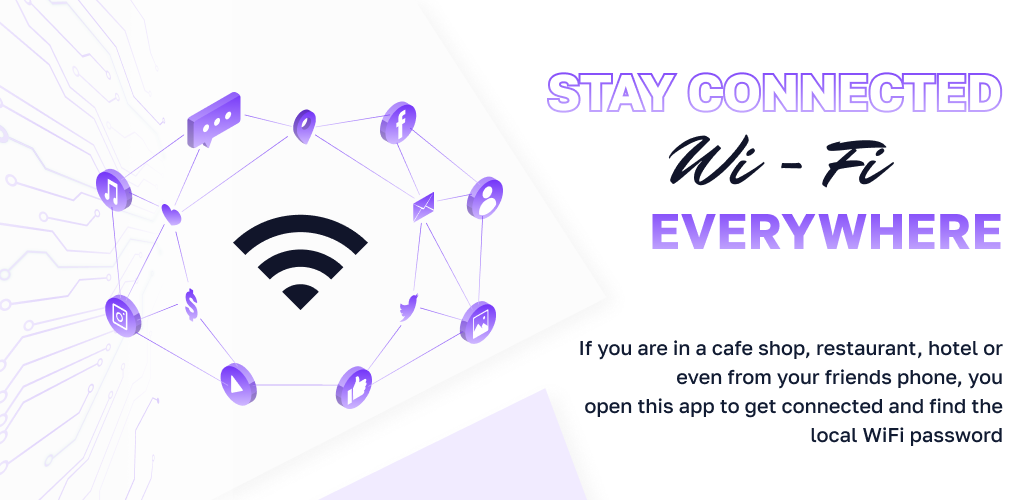 STAY CONNECTED
Wi - Fi
EVERYWHERE
If you are in a cafe shop, restaurant, hotel or
even from your friends phone, you
open this app to get connected and find the
local WiFi password